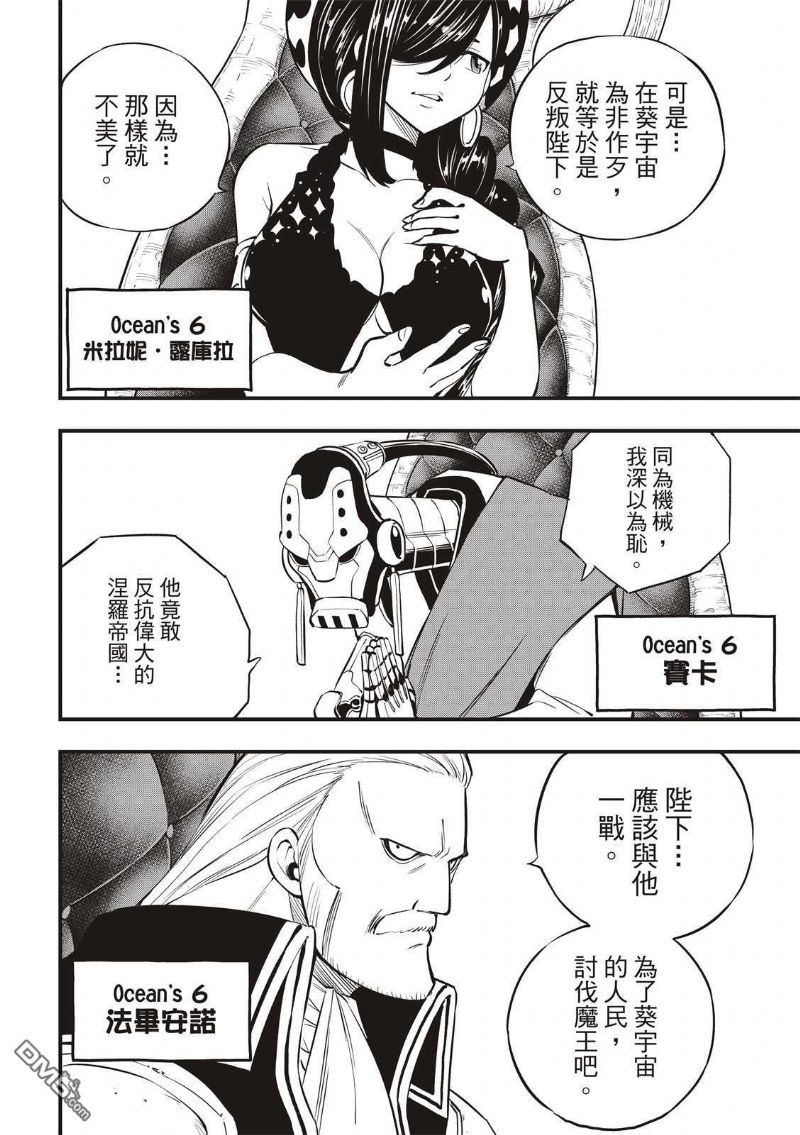 可是…
在葵宇宙
為非作歹，
就等於是
反叛陛下。
因為…
那樣就
不美了。
Ocean's 6
米拉妮・露庫拉
同為機械，
我深以為恥。
他竟敢
反抗偉大的
涅羅帝國…
Ocean's 6
賽卡
陛下…
應該與他
一戰。
為了葵宇宙
的人民，
討伐魔王吧。
Ocean's 6
法畢安諾
DM5